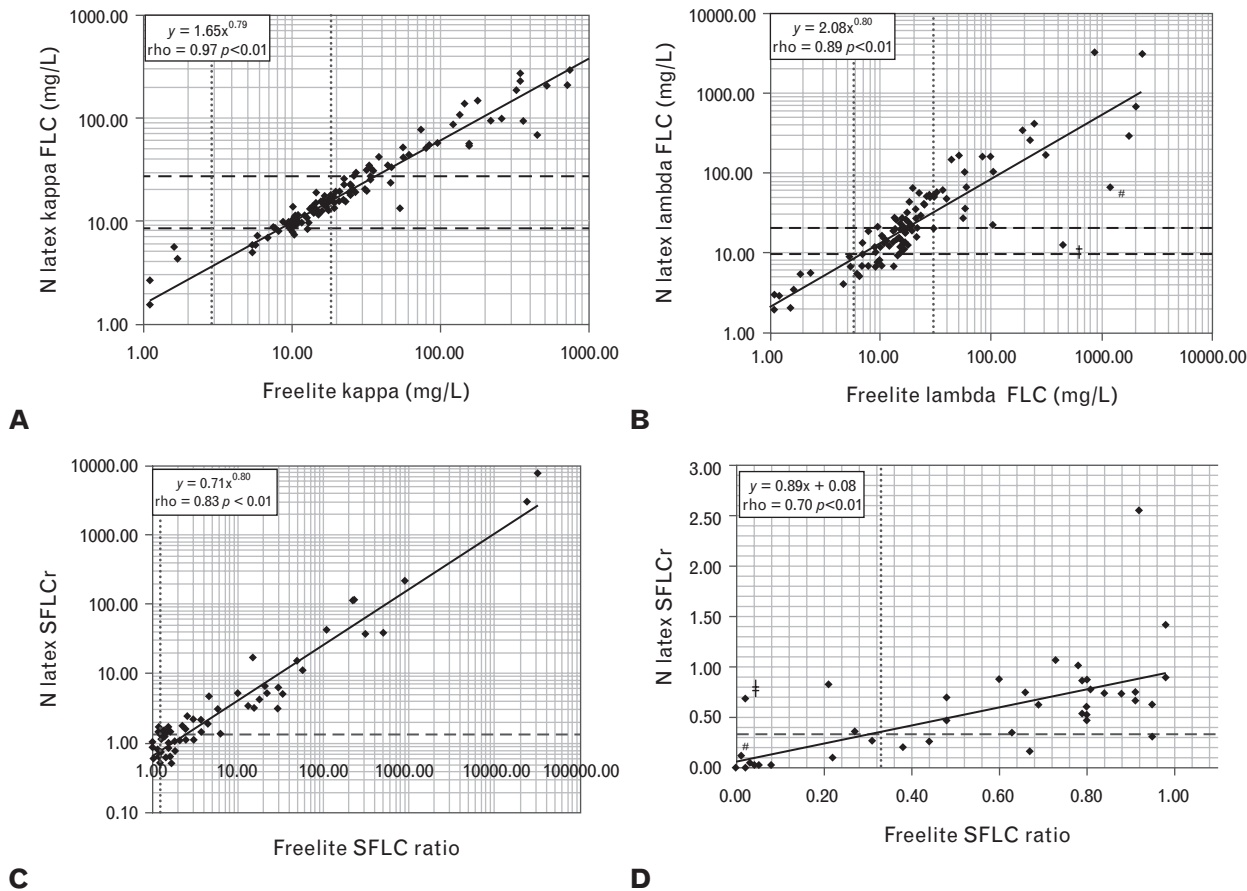 y = 1.65x^0.79
rho = 0.97 p<0.01
N latex kappa FLC (mg/L)
1000.00
100.00
10.00
1.00
1.00 10.00 100.00 1000.00
Freelite kappa (mg/L)
A
y = 2.08x^0.80
rho = 0.89 p<0.01
N latex lambda FLC (mg/L)
10000.00
1000.00
100.00
10.00
1.00
#
‡
1.00 10.00 100.00 1000.00 10000.00
Freelite lambda FLC (mg/L)
B
y = 0.71x^0.80
rho = 0.83 p < 0.01
N latex SFLCr
10000.00
1000.00
100.00
10.00
1.00
0.10
1.00 10.00 100.00 1000.00 10000.00 100000.00
Freelite SFLC ratio
C
y = 0.89x + 0.08
rho = 0.70 p<0.01
N latex SFLCr
3.00
2.50
2.00
1.50
1.00
0.50
0.00
‡
#
0.00 0.20 0.40 0.60 0.80 1.00
Freelite SFLC ratio
D